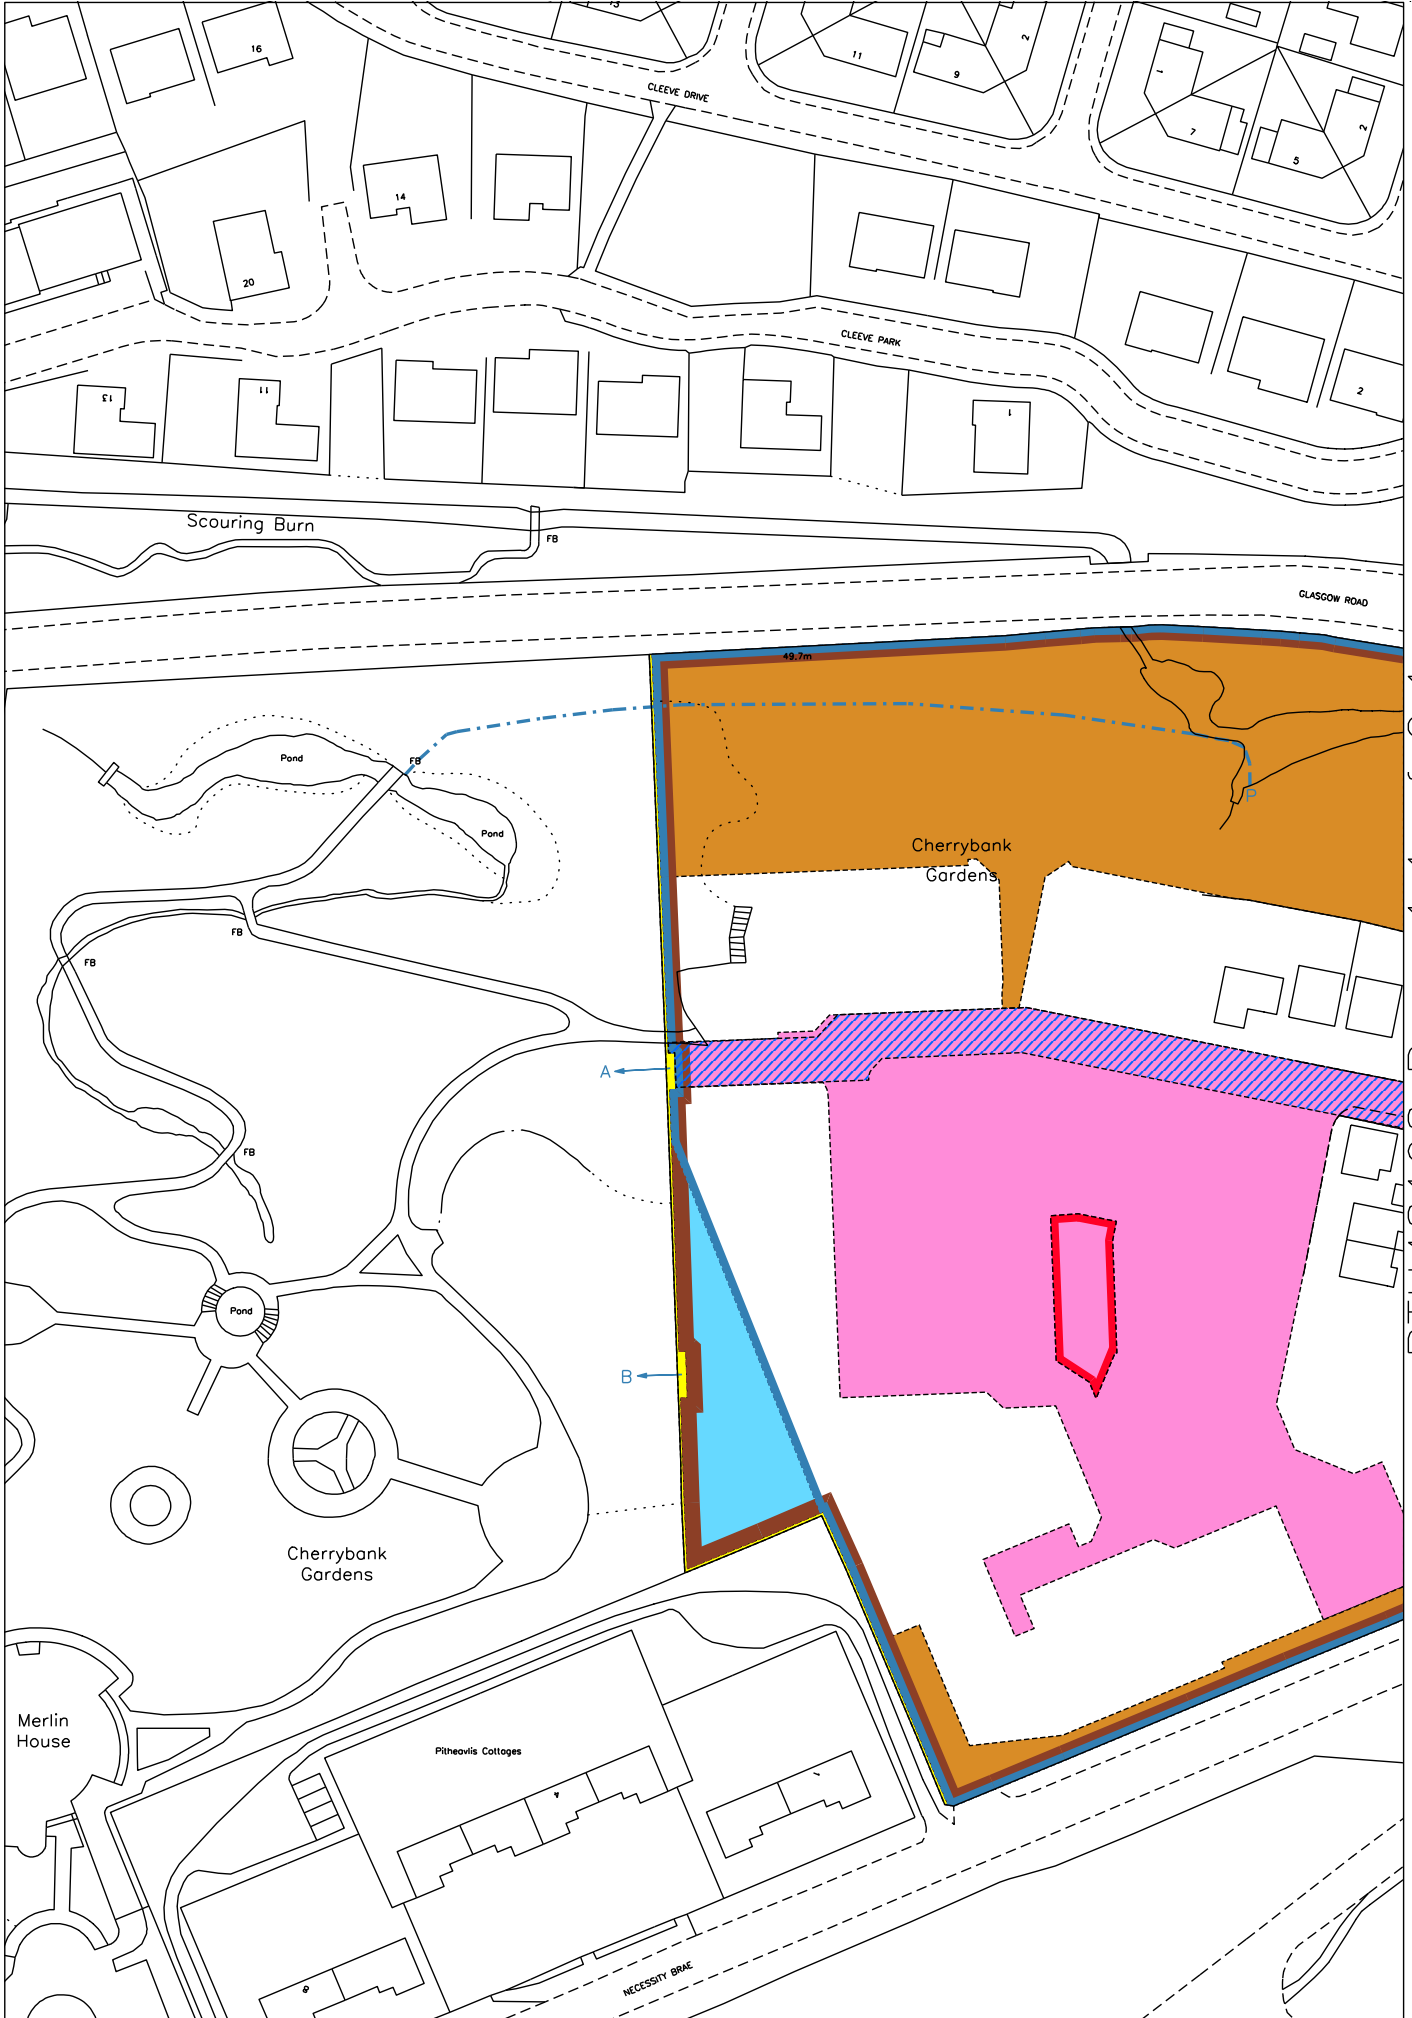 13
16
11
2
9
1
7
2
5
CLEEVE DRIVE
14
20
CLEEVE PARK
13
11
1
2
Scouring Burn
FB
GLASGOW ROAD
49.7m
Pond
FB
Pond
P
Cherrybank
Gardens
FB
FB
A
FB
Pond
B
Cherrybank
Gardens
Merlin
House
Pitheavlis Cottages
4
1
8
NECESSITY BRAE